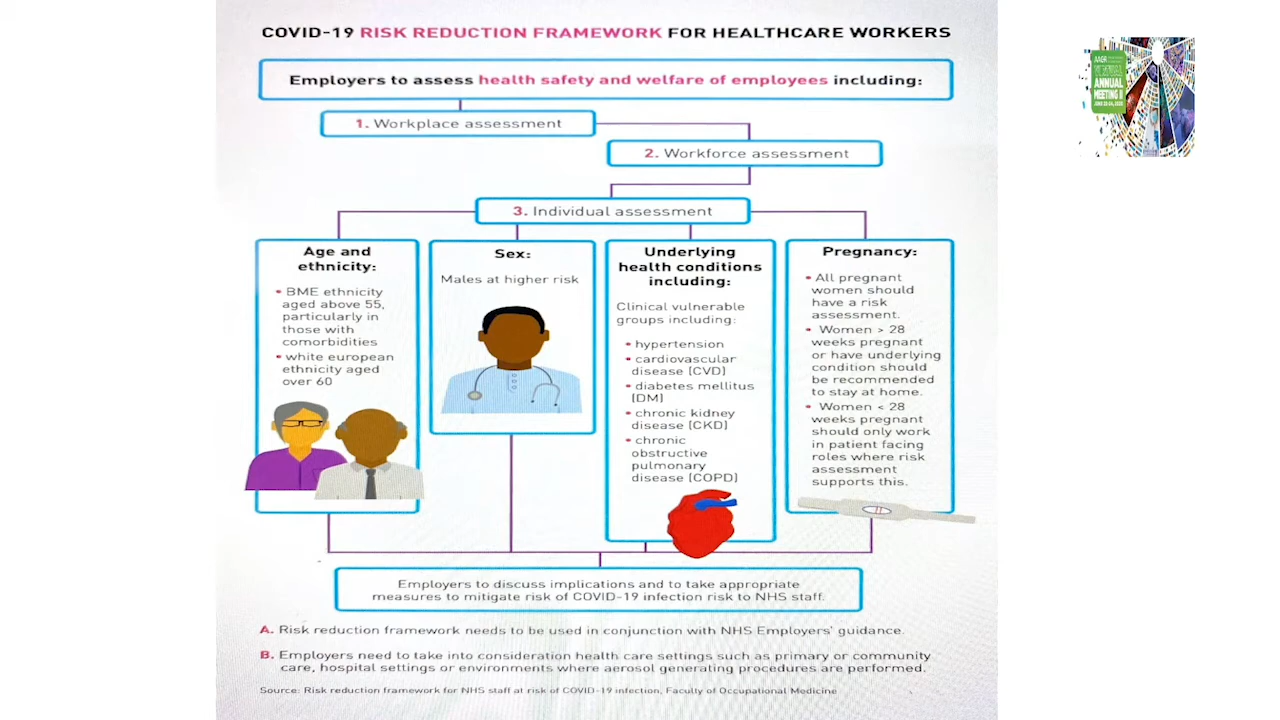 COVID-19 RISK REDUCTION FRAMEWORK FOR HEALTHCARE WORKERS
Employers to assess health safety and welfare of employees including:
1. Workplace assessment
2. Workforce assessment
3. Individual assessment
Age and
ethnicity:
• BME ethnicity
aged above 55,
particularly in
those with
comorbidities
• white european
ethnicity aged
over 60
Sex:
Males at higher risk
Underlying
health conditions
including:
Clinical vulnerable
groups including:
• hypertension
• cardiovascular
disease (CVD)
• diabetes mellitus
(DM)
• chronic kidney
disease (CKD)
• chronic
obstructive
pulmonary
disease (COPD)
Pregnancy:
• All pregnant
women should
have a risk
assessment.
• Women > 28
weeks pregnant
or have underlying
condition should
be recommended
to stay at home.
• Women < 28
weeks pregnant
should only work
in patient facing
roles where risk
assessment
supports this.
Employers to discuss implications and to take appropriate
measures to mitigate risk of COVID-19 infection risk to NHS staff.
A. Risk reduction framework needs to be used in conjunction with NHS Employers' guidance.
B. Employers need to take into consideration health care settings such as primary or community
care, hospital settings or environments where aerosol generating procedures are performed.
Source: Risk reduction framework for NHS staff at risk of COVID-19 infection, Faculty of Occupational Medicine
AACR
VIRTUAL
ANNUAL
MEETING II
JUNE 22-24, 2020